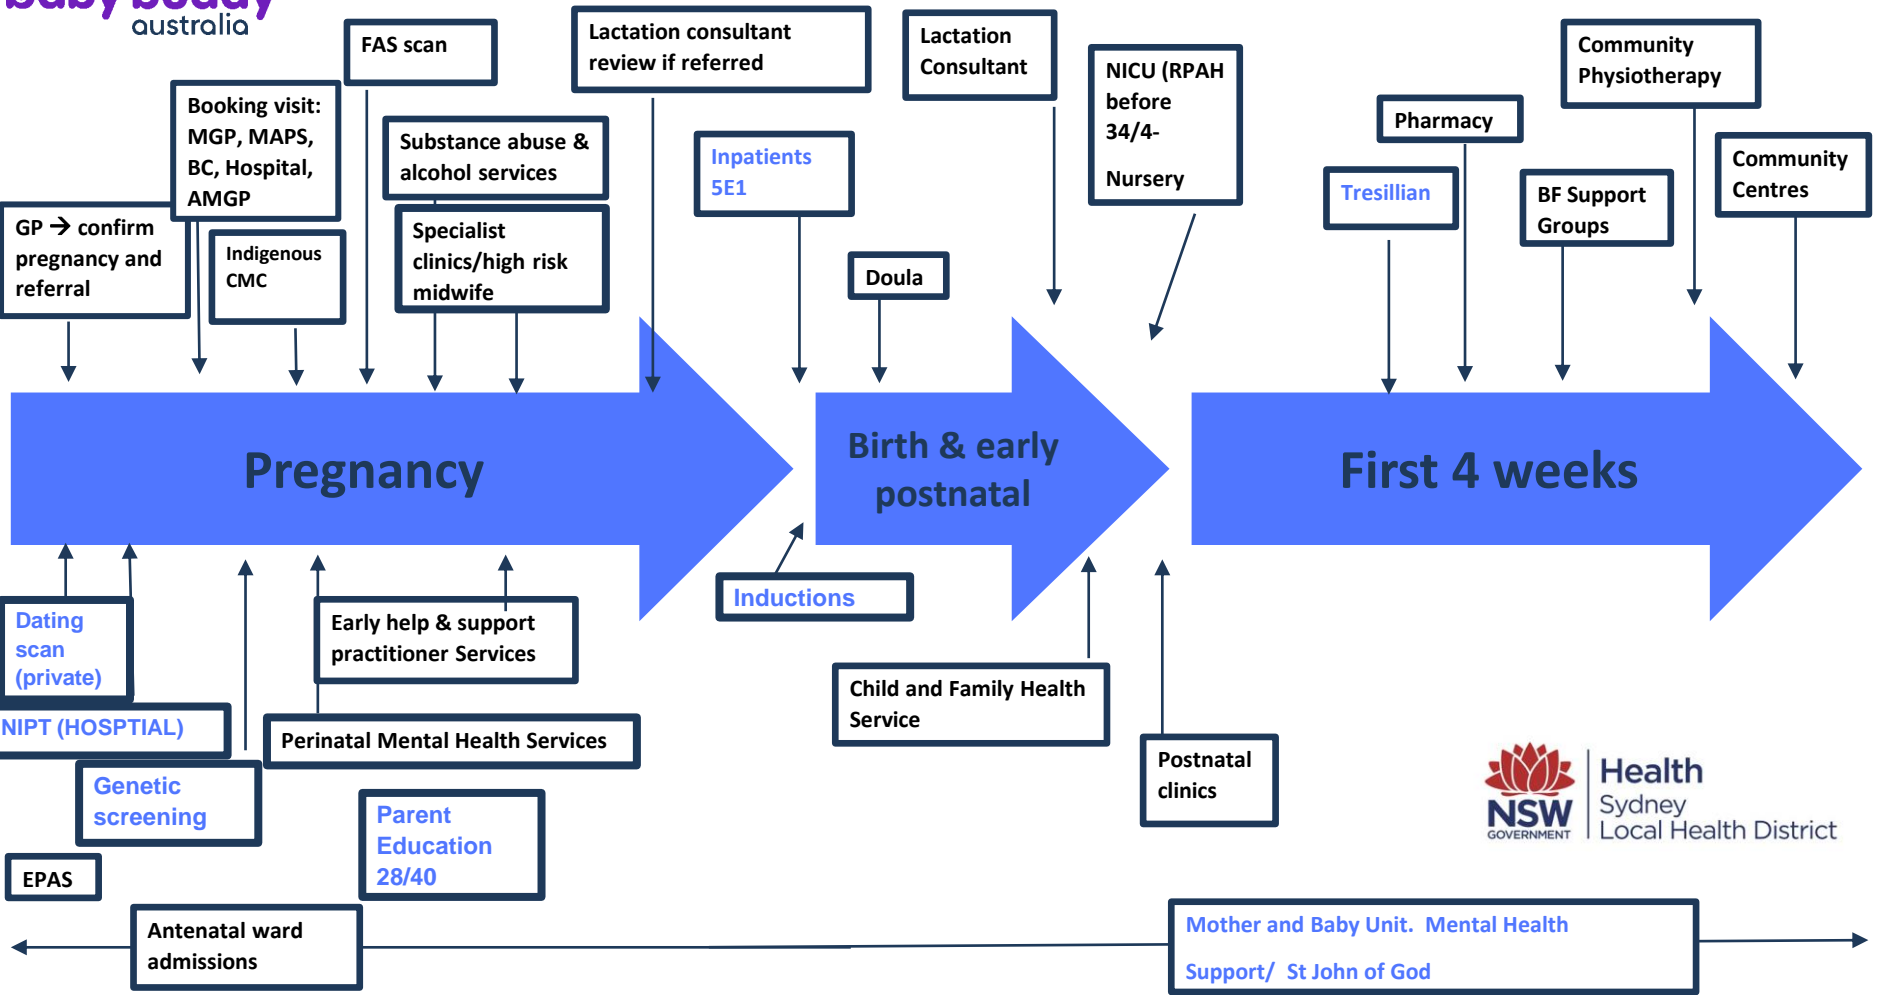 baby buddy
australia
FAS scan
Lactation consultant
review if referred
Lactation
Consultant
Community
Physiotherapy
NICU (RPAH
before
34/4-
Nursery
Booking visit:
MGP, MAPS,
BC, Hospital,
AMGP
Substance abuse &
alcohol services
Inpatients
5E1
Pharmacy
Community
Centres
Tresillian
BF Support
Groups
GP → confirm
pregnancy and
referral
Indigenous
CMC
Specialist
clinics/high risk
midwife
Doula
Pregnancy
Birth & early
postnatal
First 4 weeks
Dating
scan
(private)
Early help & support
practitioner Services
Inductions
NIPT (HOSPTIAL)
Perinatal Mental Health Services
Child and Family Health
Service
Genetic
screening
Parent
Education
28/40
Postnatal
clinics
NSW
GOVERNMENT
Health
Sydney
Local Health District
EPAS
Antenatal ward
admissions
Mother and Baby Unit. Mental Health
Support/ St John of God